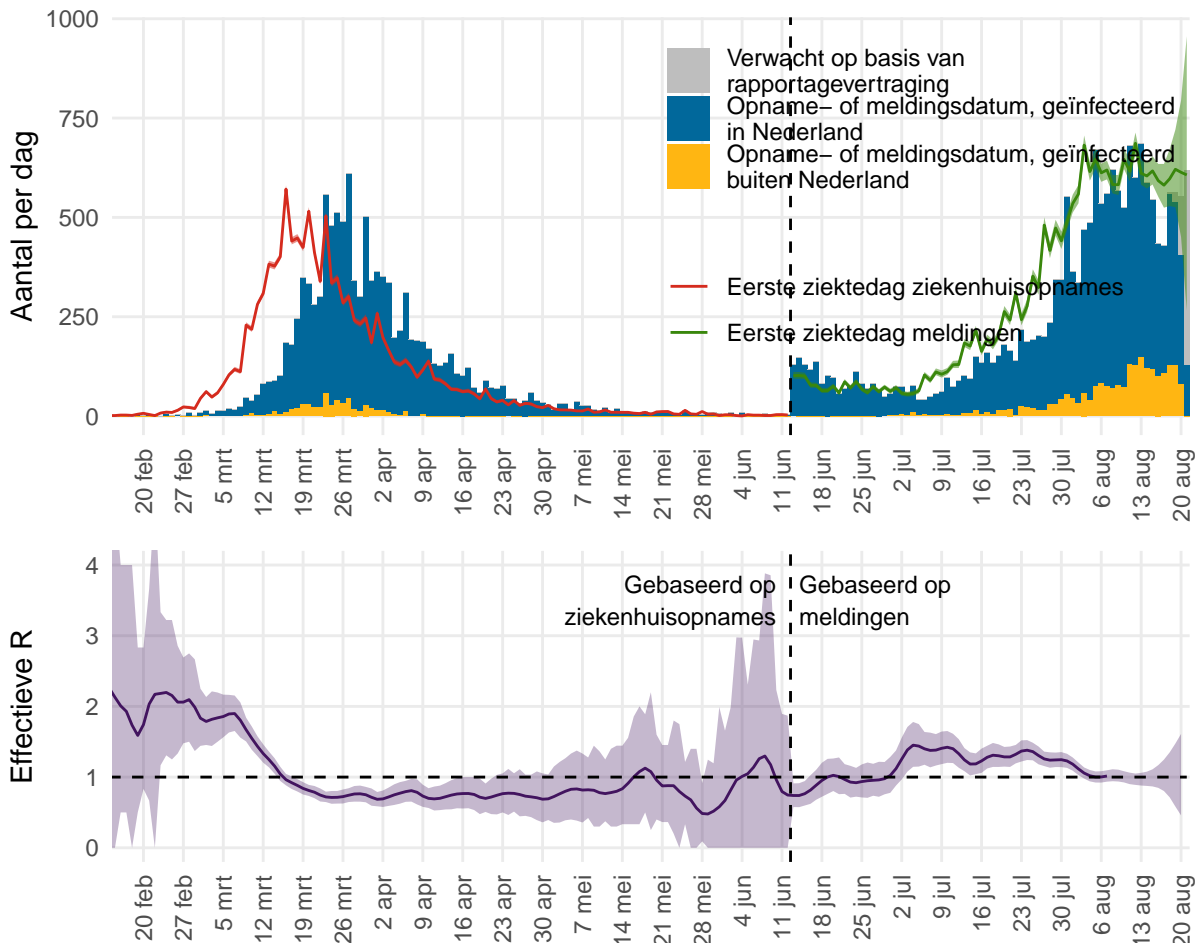 Aantal per dag
1000
750
500
250
0
Verwacht op basis van
rapportagevertraging
Opname– of meldingsdatum, geïnfecteerd
in Nederland
Opname– of meldingsdatum, geïnfecteerd
buiten Nederland
Eerste ziektedag ziekenhuisopnames
Eerste ziektedag meldingen
20 feb
27 feb
5 mrt
12 mrt
19 mrt
26 mrt
2 apr
9 apr
16 apr
23 apr
30 apr
7 mei
14 mei
21 mei
28 mei
4 jun
11 jun
18 jun
25 jun
2 jul
9 jul
16 jul
23 jul
30 jul
6 aug
13 aug
20 aug
Effectieve R
4
3
2
1
0
Gebaseerd op
ziekenhuisopnames
Gebaseerd op
meldingen
20 feb
27 feb
5 mrt
12 mrt
19 mrt
26 mrt
2 apr
9 apr
16 apr
23 apr
30 apr
7 mei
14 mei
21 mei
28 mei
4 jun
11 jun
18 jun
25 jun
2 jul
9 jul
16 jul
23 jul
30 jul
6 aug
13 aug
20 aug